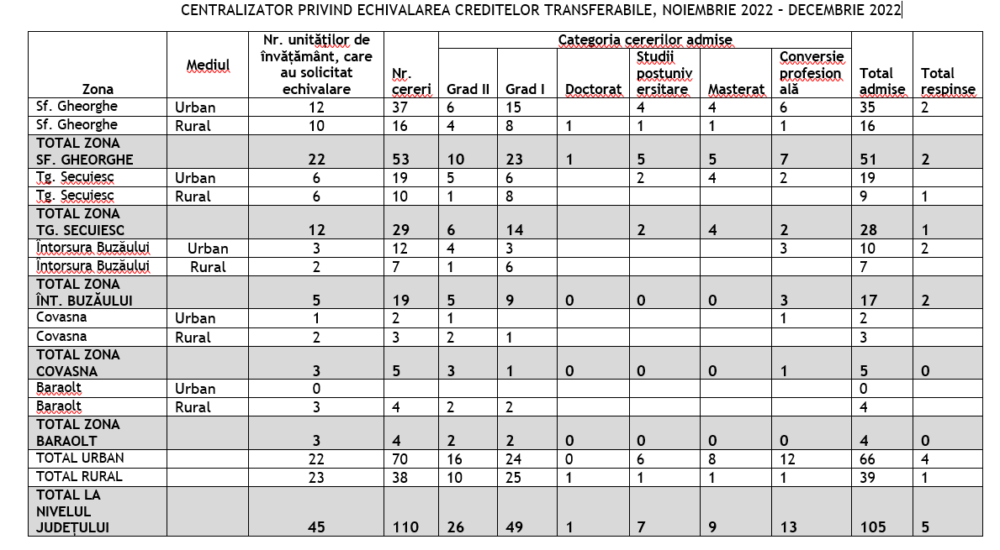 CENTRALIZATOR PRIVIND ECHIVALAREA CREDITELOR TRANSFERABILE, NOIEMBRIE 2022 – DECEMBRIE 2022
Zona
Mediul
Nr. unităților de
învățământ, care
au solicitat
echivalare
Nr.
cereri
Categoria cererilor admise
Grad II
Grad I
Doctorat
Studii
postuniv
ersitare
Masterat
Conversie
profesion
ală
Total
admise
Total
respinse
Sf. Gheorghe Urban 12 37 6 15 4 4 6 35 2
Sf. Gheorghe Rural 10 16 4 8 1 1 1 1 16
TOTAL ZONA
SF. GHEORGHE 22 53 10 23 1 5 5 7 51 2
Tg. Secuiesc Urban 6 19 5 6 2 4 2 19
Tg. Secuiesc Rural 6 10 1 8 9 1
TOTAL ZONA
TG. SECUIESC 12 29 6 14 2 4 2 28 1
Întorsura Buzăului Urban 3 12 4 3 3 10 2
Întorsura Buzăului Rural 2 7 1 6 7
TOTAL ZONA
ÎNT. BUZĂULUI 5 19 5 9 0 0 0 3 17 2
Covasna Urban 1 2 1 1 2
Covasna Rural 2 3 2 1 3
TOTAL ZONA
COVASNA 3 5 3 1 0 0 0 1 5 0
Baraolt Urban 0 0
Baraolt Rural 3 4 2 2 4
TOTAL ZONA
BARAOLT 3 4 2 2 0 0 0 0 4 0
TOTAL URBAN 22 70 16 24 0 6 8 12 66 4
TOTAL RURAL 23 38 10 25 1 1 1 1 39 1
TOTAL LA
NIVELUL
JUDEȚULUI 45 110 26 49 1 7 9 13 105 5